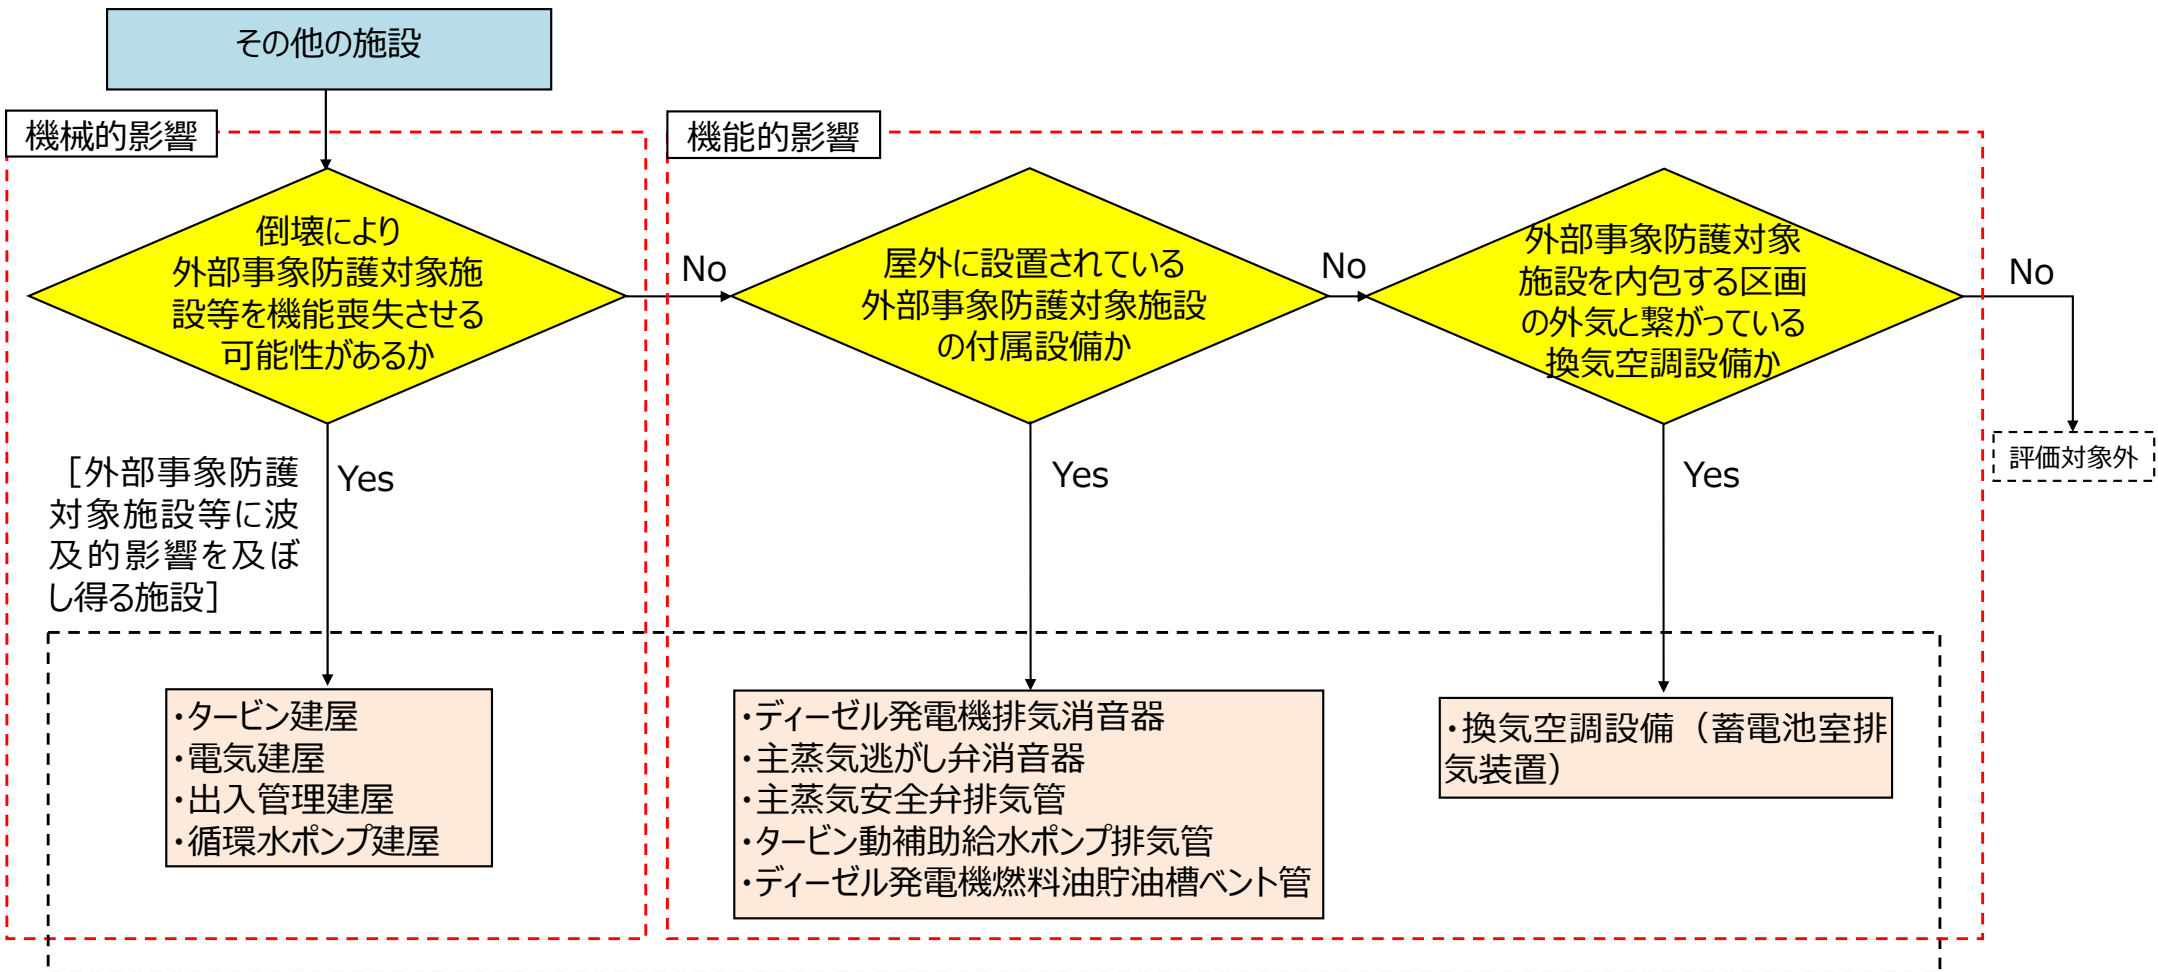 その他の施設
機械的影響
機能的影響
倒壊により
外部事象防護対象施
設等を機能喪失させる
可能性があるか
No
屋外に設置されている
外部事象防護対象施設
の付属設備か
No
外部事象防護対象
施設を内包する区画
の外気と繋がっている
換気空調設備か
No
評価対象外
［外部事象防護
対象施設等に波
及的影響を及ぼ
し得る施設］
Yes
Yes
Yes
・タービン建屋
・電気建屋
・出入管理建屋
・循環水ポンプ建屋
・ディーゼル発電機排気消音器
・主蒸気逃がし弁消音器
・主蒸気安全弁排気管
・タービン動補助給水ポンプ排気管
・ディーゼル発電機燃料油貯油槽ベント管
・換気空調設備（蓄電池室排
気装置）